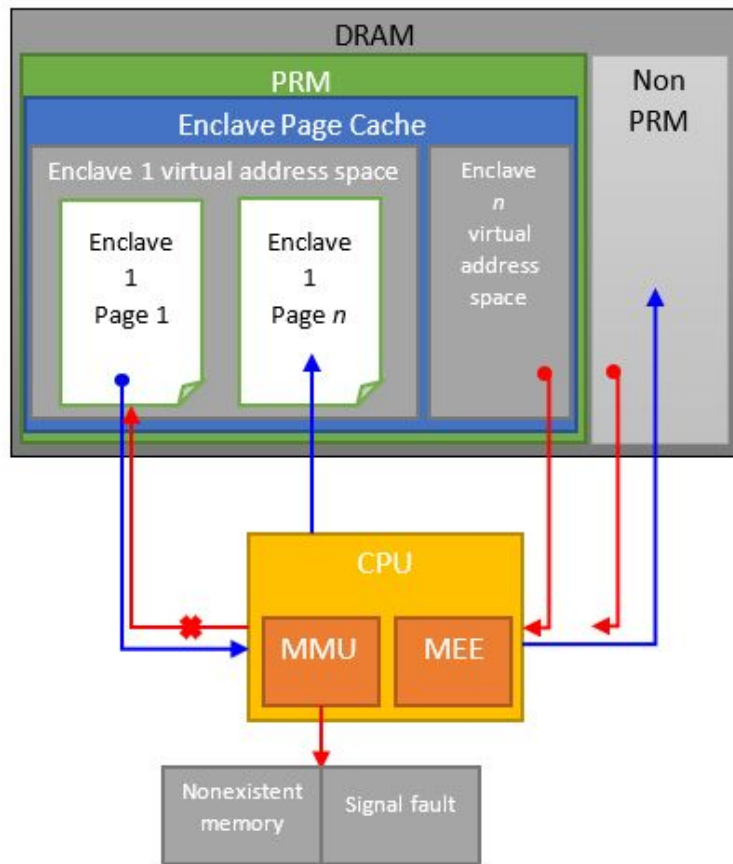 DRAM
PRM
Non
PRM
Enclave Page Cache
Enclave 1 virtual address space
Enclave
1
Page 1
Enclave
1
Page n
Enclave
n
virtual
address
space
CPU
MMU
MEE
Nonexistent
memory
Signal fault